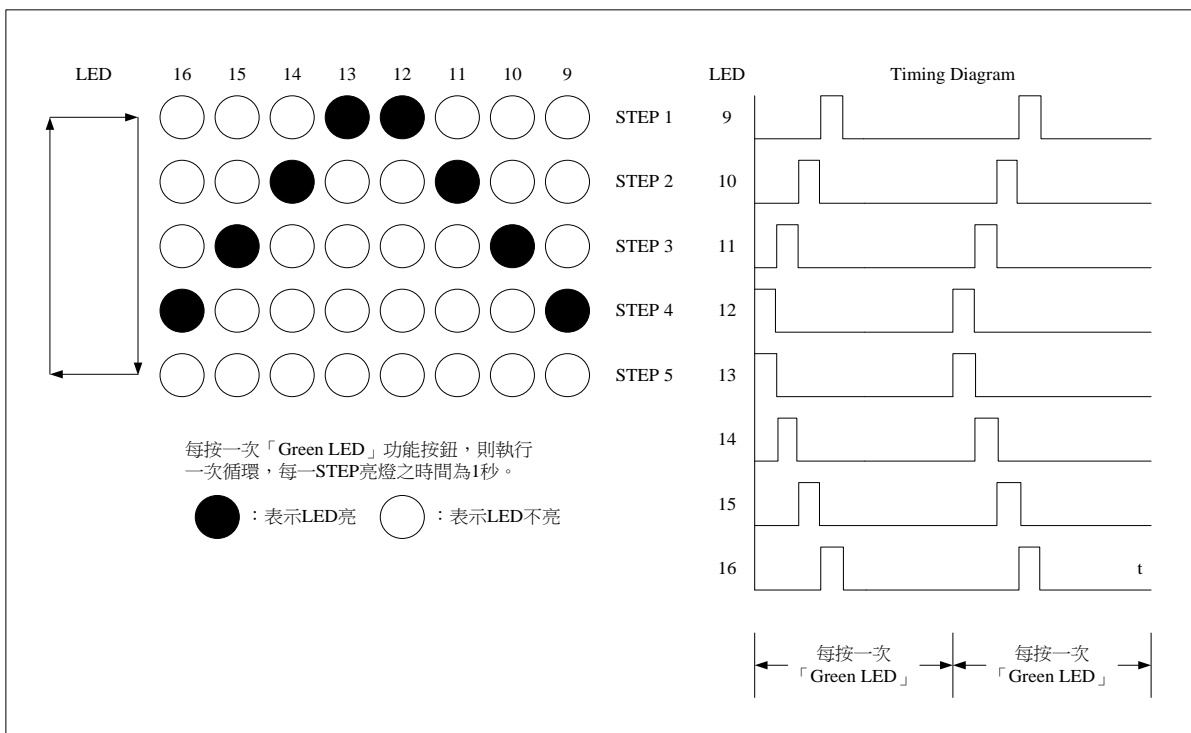 LED 16 15 14 13 12 11 10 9
STEP 1
STEP 2
STEP 3
STEP 4
STEP 5
每按一次「Green LED」功能按鈕，則執行
一次循環，每一STEP亮燈之時間為1秒。
：表示LED亮 ：表示LED不亮
LED Timing Diagram
9
10
11
12
13
14
15
16 t
每按一次 每按一次
「Green LED」 「Green LED」